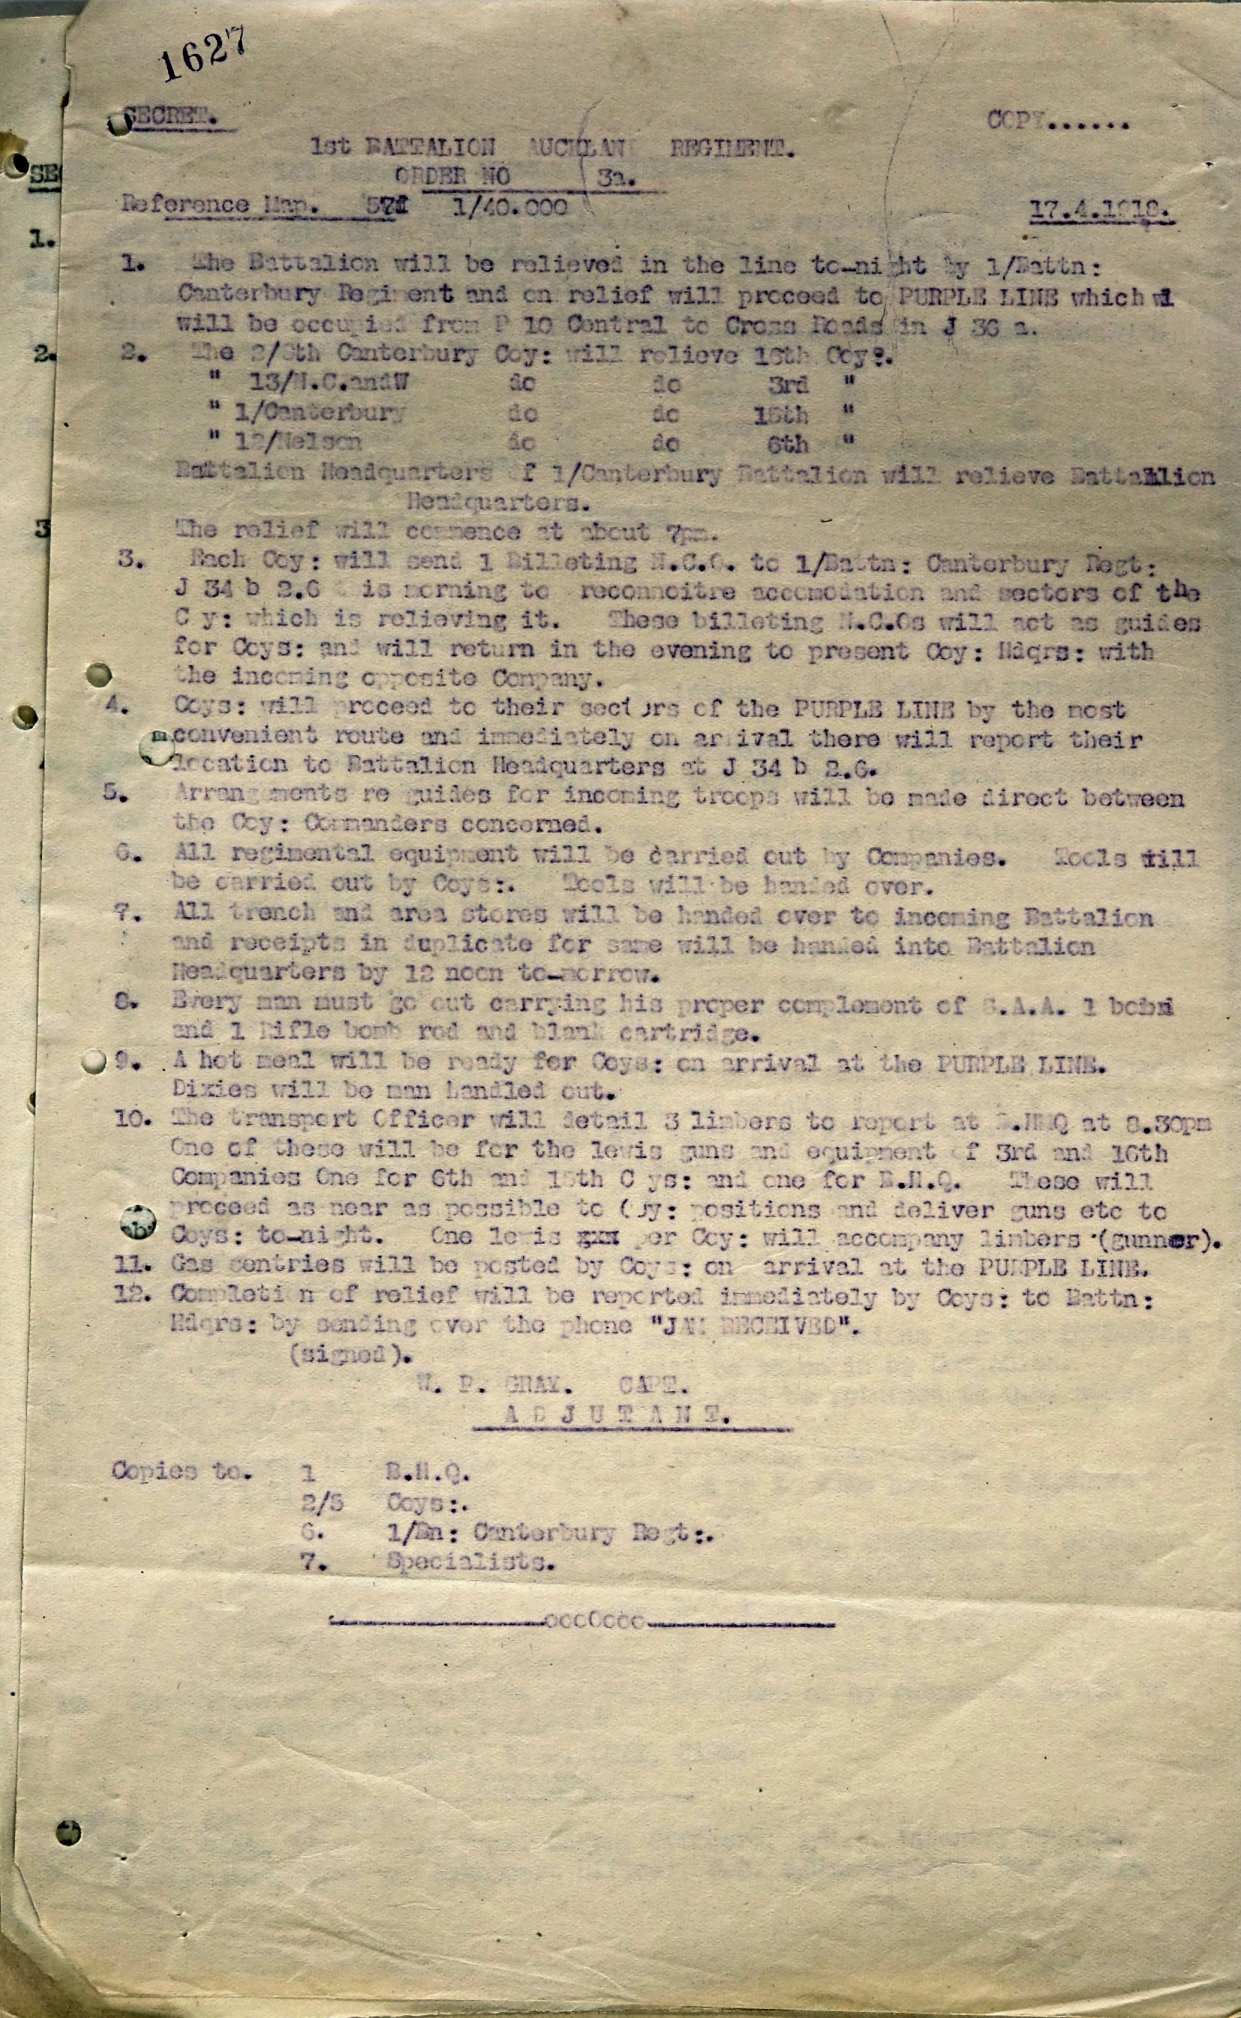 1627
SECRET. COPY......
1st BATTALION AUCKLAND REGIMENT.
ORDER NO 3a.
Reference Map. 57d 1/40.000 17.4.1918.
1. The Battalion will be relieved in the line to-night by 1/Battn:
Canterbury Regiment and on relief will proceed to PURPLE LINE which
will be occupied from P 10 Central to Cross Roads in J 36 a.
2. The 2/8th Canterbury Coy: will relieve 16th Coy:.
" 13/N.C.andW do do 3rd "
" 1/Canterbury do do 15th "
" 12/Nelson do do 6th "
Battalion Headquarters of 1/Canterbury Battalion will relieve Battalion
Headquarters.
The relief will commence at about 7pm.
3. Each Coy: will send 1 Billeting N.C.O. to 1/Battn: Canterbury Regt:
J 34 b 2.6 this morning to reconnoitre accomodation and sectors of the
Coy: which is relieving it. These billeting N.C.Os will act as guides
for Coys: and will return in the evening to present Coy: Hdqrs: with
the incoming opposite Company.
4. Coys: will proceed to their sectors of the PURPLE LINE by the most
convenient route and immediately on arrival there will report their
location to Battalion Headquarters at J 34 b 2.6.
5. Arrangements re guides for incoming troops will be made direct between
the Coy: Commanders concerned.
6. All regimental equipment will be carried out by Companies. Tools will
be carried out by Coys:. Tools will be handed over.
7. All trench and area stores will be handed over to incoming Battalion
and receipts in duplicate for same will be handed into Battalion
Headquarters by 12 noon to-morrow.
8. Every man must go out carrying his proper complement of S.A.A. 1 bomb
and 1 Rifle bomb rod and blank cartridge.
9. A hot meal will be ready for Coys: on arrival at the PURPLE LINE.
Dixies will be man handled out.
10. The transport Officer will detail 3 limbers to report at B.HQ at 8.30pm
One of these will be for the lewis guns and equipment of 3rd and 16th
Companies One for 6th and 15th Coys: and one for B.H.Q. These will
proceed as near as possible to Coy: positions and deliver guns etc to
Coys: to-night. One lewis xxx per Coy: will accompany limbers (gunner).
11. Gas sentries will be posted by Coys: on arrival at the PURPLE LINE.
12. Completion of relief will be reported immediately by Coys: to Battn:
Hdqrs: by sending over the phone "JAM RECEIVED".
(signed).
W. P. GRAY. CAPT.
A D J U T A N T.
Copies to. 1 B.H.Q.
2/5 Coys:.
6. 1/Bn: Canterbury Regt:.
7. Specialists.
oooOooo
SE
1.
2.
3